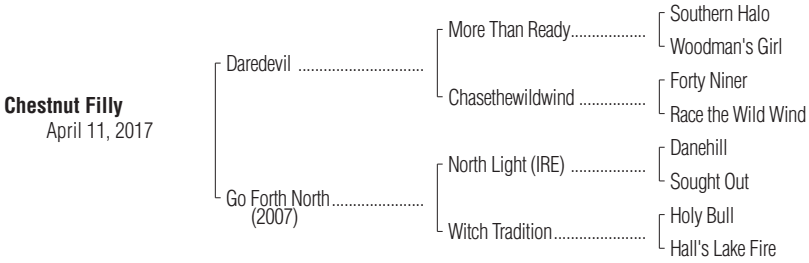 Chestnut Filly
April 11, 2017
Daredevil ............................
Go Forth North.....................
(2007)
More Than Ready.................
Chasethewildwind ...............
North Light (IRE) .................
Witch Tradition.....................
Southern Halo
Woodman's Girl
Forty Niner
Race the Wild Wind
Danehill
Sought Out
Holy Bull
Hall's Lake Fire